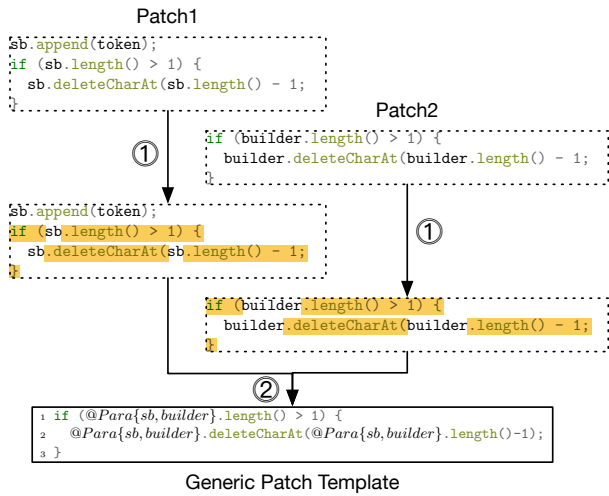 Patch1
sb.append(token);
if (sb.length() > 1) {
sb.deleteCharAt(sb.length() - 1;
}
①
Patch2
if (builder.length() > 1) {
builder.deleteCharAt(builder.length() - 1;
}
①
sb.append(token);
if (sb.length() > 1) {
sb.deleteCharAt(sb.length() - 1;
}
if (builder.length() > 1) {
builder.deleteCharAt(builder.length() - 1;
}
②
1 if (@Para{sb,builder}.length() > 1) {
2 @Para{sb,builder}.deleteCharAt(@Para{sb,builder}.length()-1);
3 }
Generic Patch Template